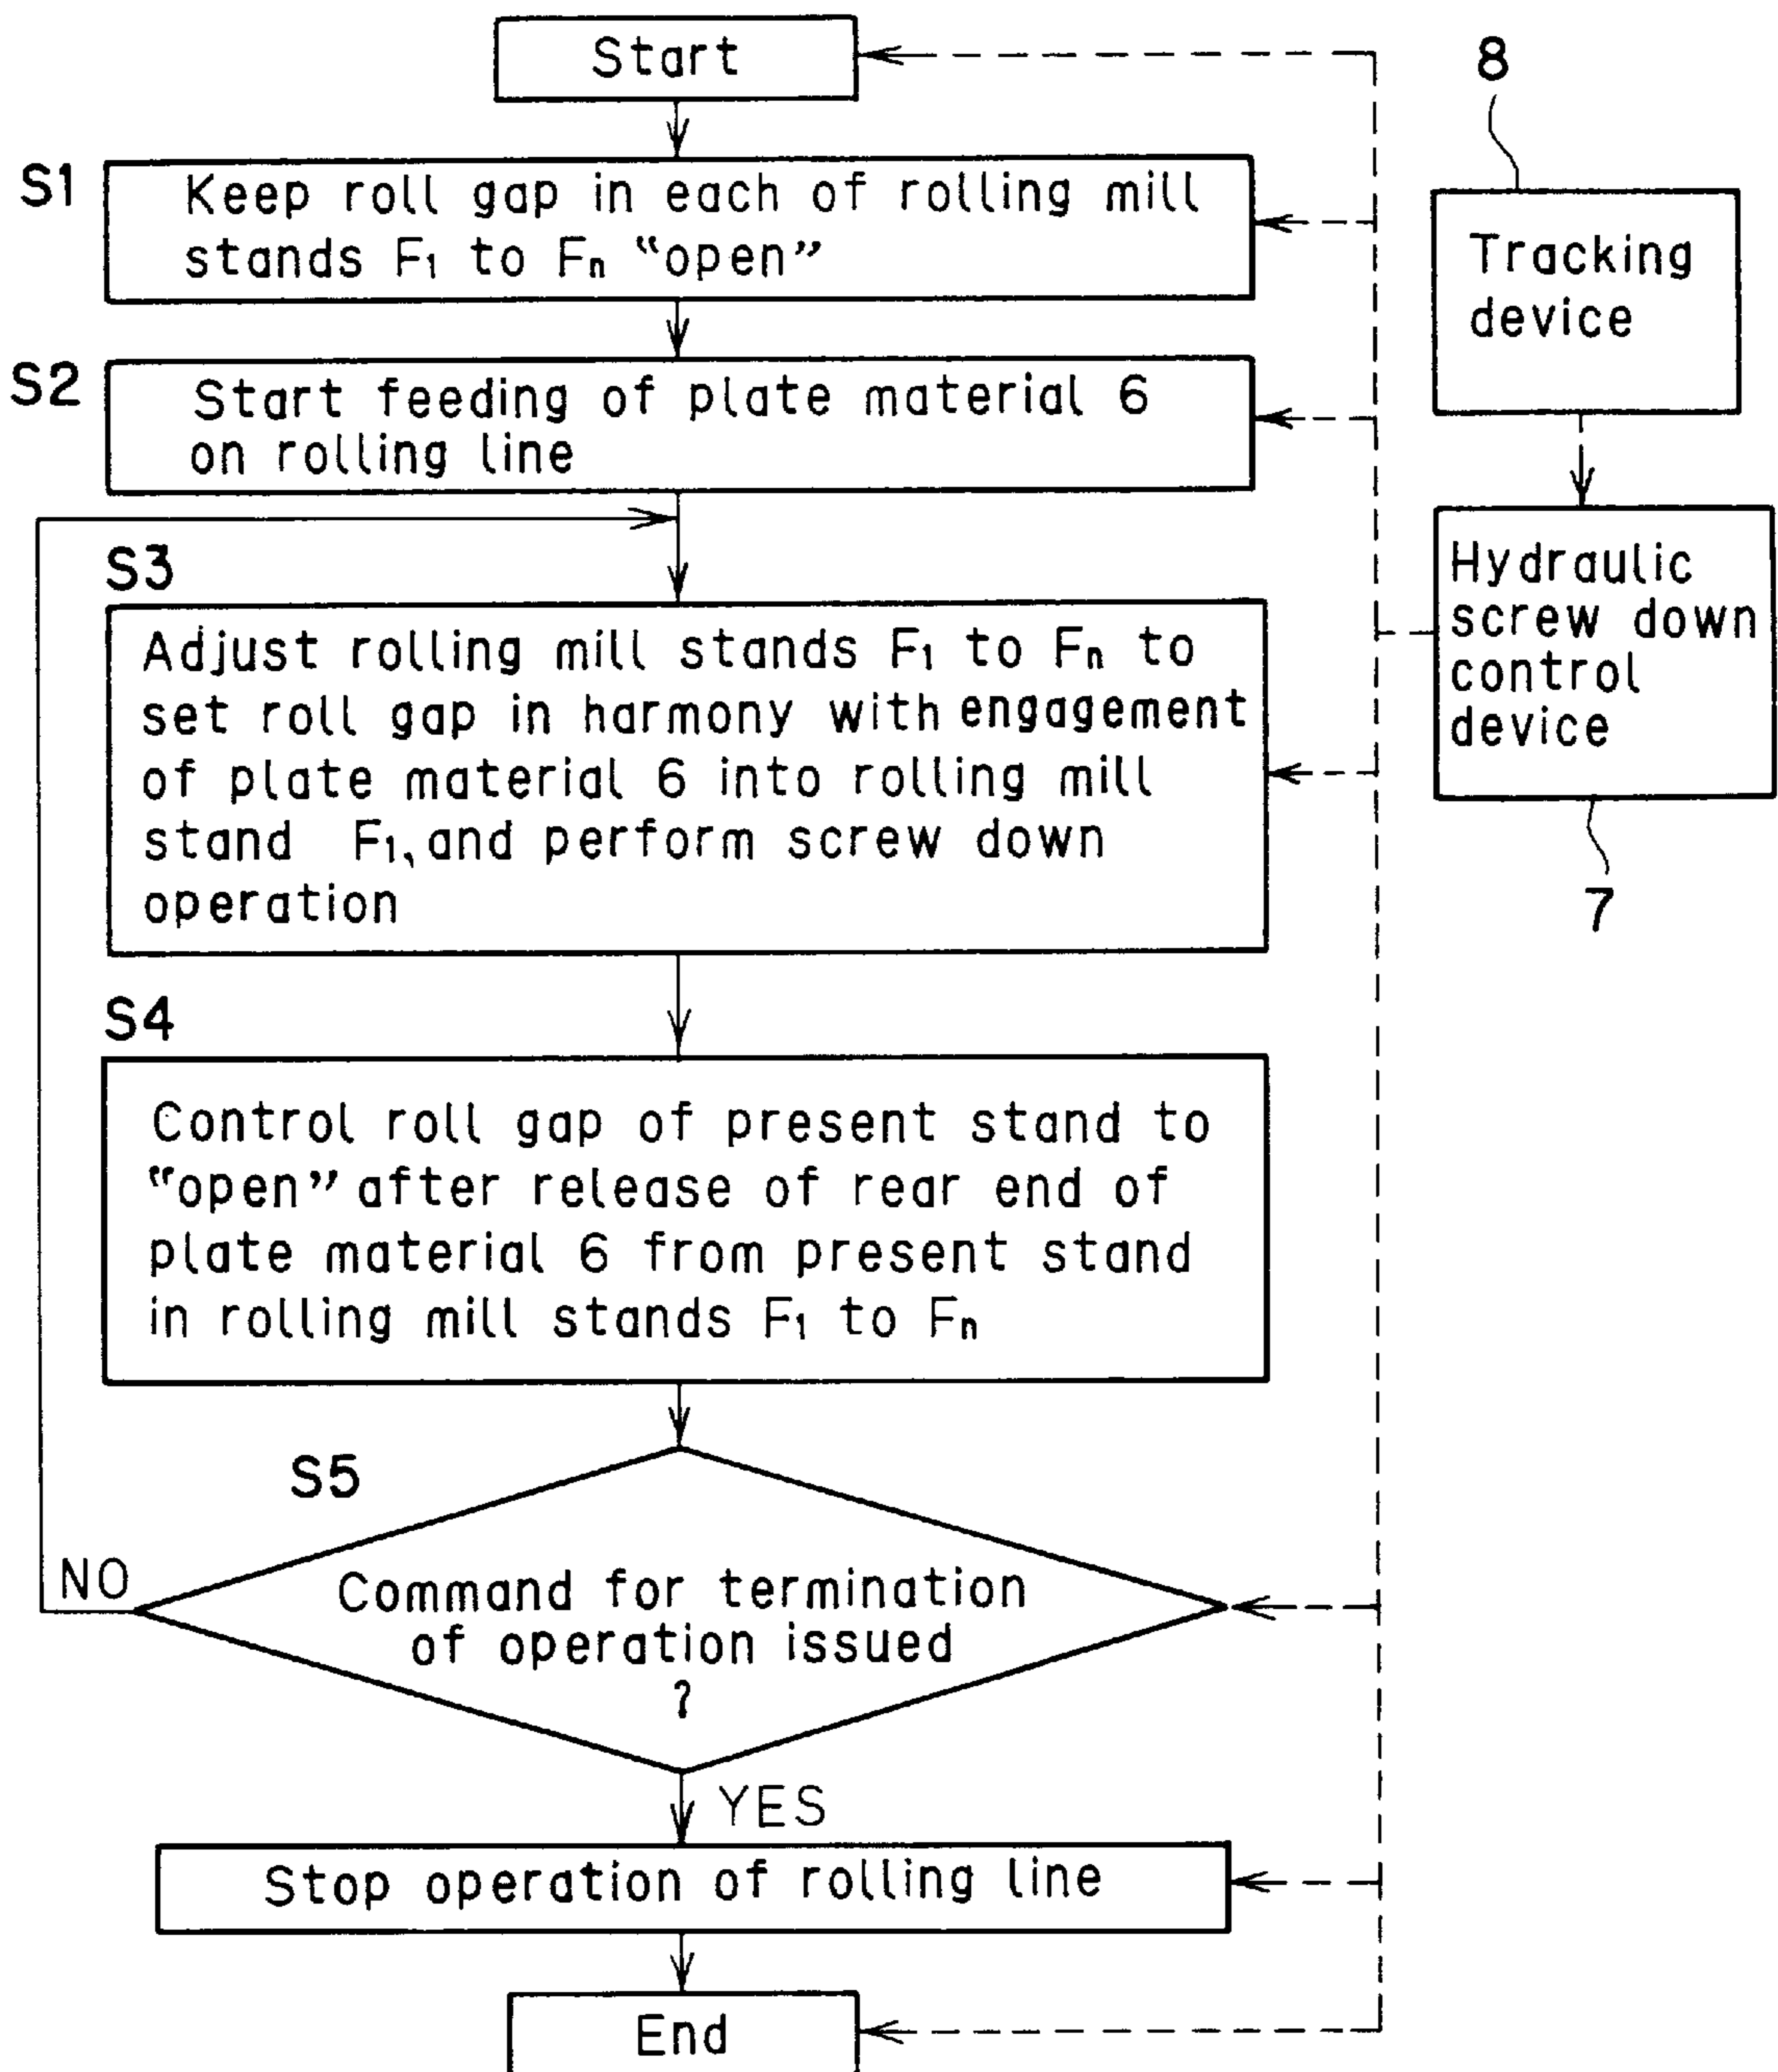 Start
S1
Keep roll gap in each of rolling mill
stands F1 to Fn “open”
S2
Start feeding of plate material 6
on rolling line
S3
Adjust rolling mill stands F1 to Fn to
set roll gap in harmony with engagement
of plate material 6 into rolling mill
stand F1, and perform screw down
operation
S4
Control roll gap of present stand to
“open” after release of rear end of
plate material 6 from present stand
in rolling mill stands F1 to Fn
S5
Command for termination
of operation issued
?
NO
YES
Stop operation of rolling line
End
8
Tracking
device
Hydraulic
screw down
control
device
7